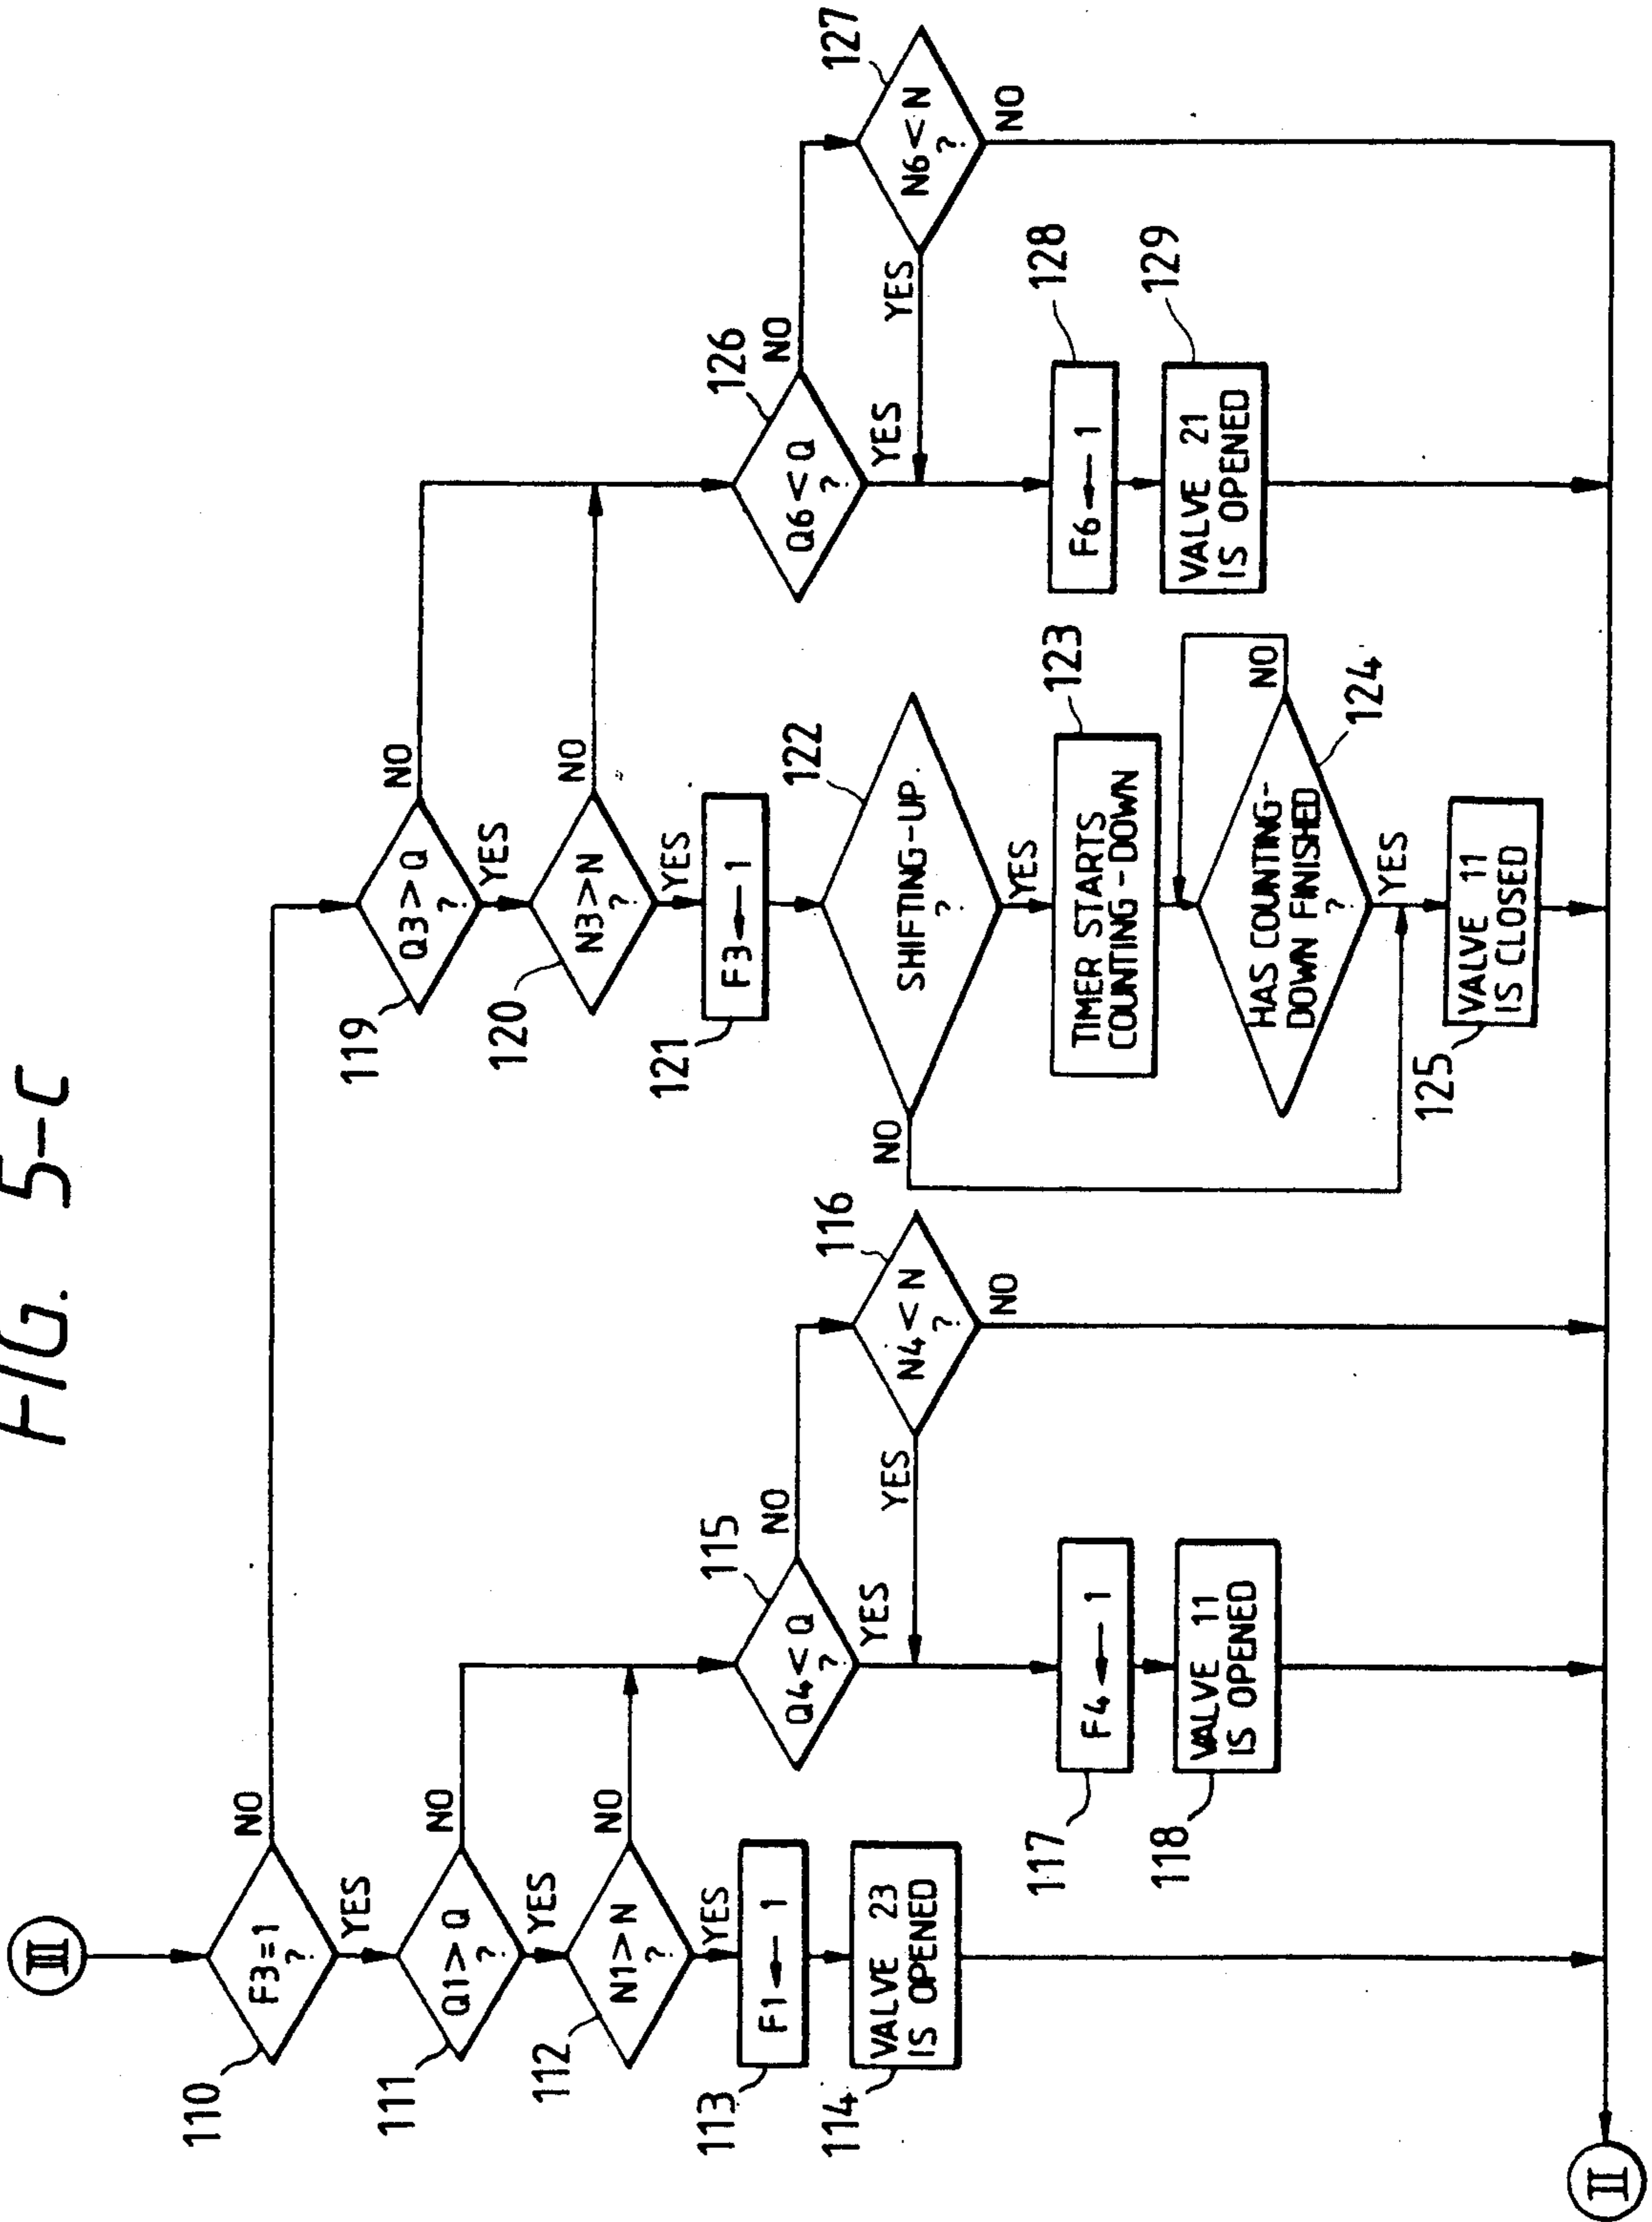 FIG. 5-C
III
110
F3=1
?
NO
YES
111
Q1>Q
?
NO
YES
112
N1>N
?
NO
YES
113
F1←1
114
VALVE 23
IS OPENED
115
Q4<Q
?
NO
YES
116
N4<N
?
YES
NO
117
F4←1
118
VALVE 11
IS OPENED
119
Q3>Q
?
NO
YES
120
N3>N
?
NO
YES
121
F3←1
122
SHIFTING-UP
?
NO
YES
123
TIMER STARTS
COUNTING-DOWN
124
HAS COUNTING-
DOWN FINISHED
?
NO
YES
125
VALVE 11
IS CLOSED
126
Q6<Q
?
NO
YES
127
N6<N
?
YES
NO
128
F6←1
129
VALVE 21
IS OPENED
II